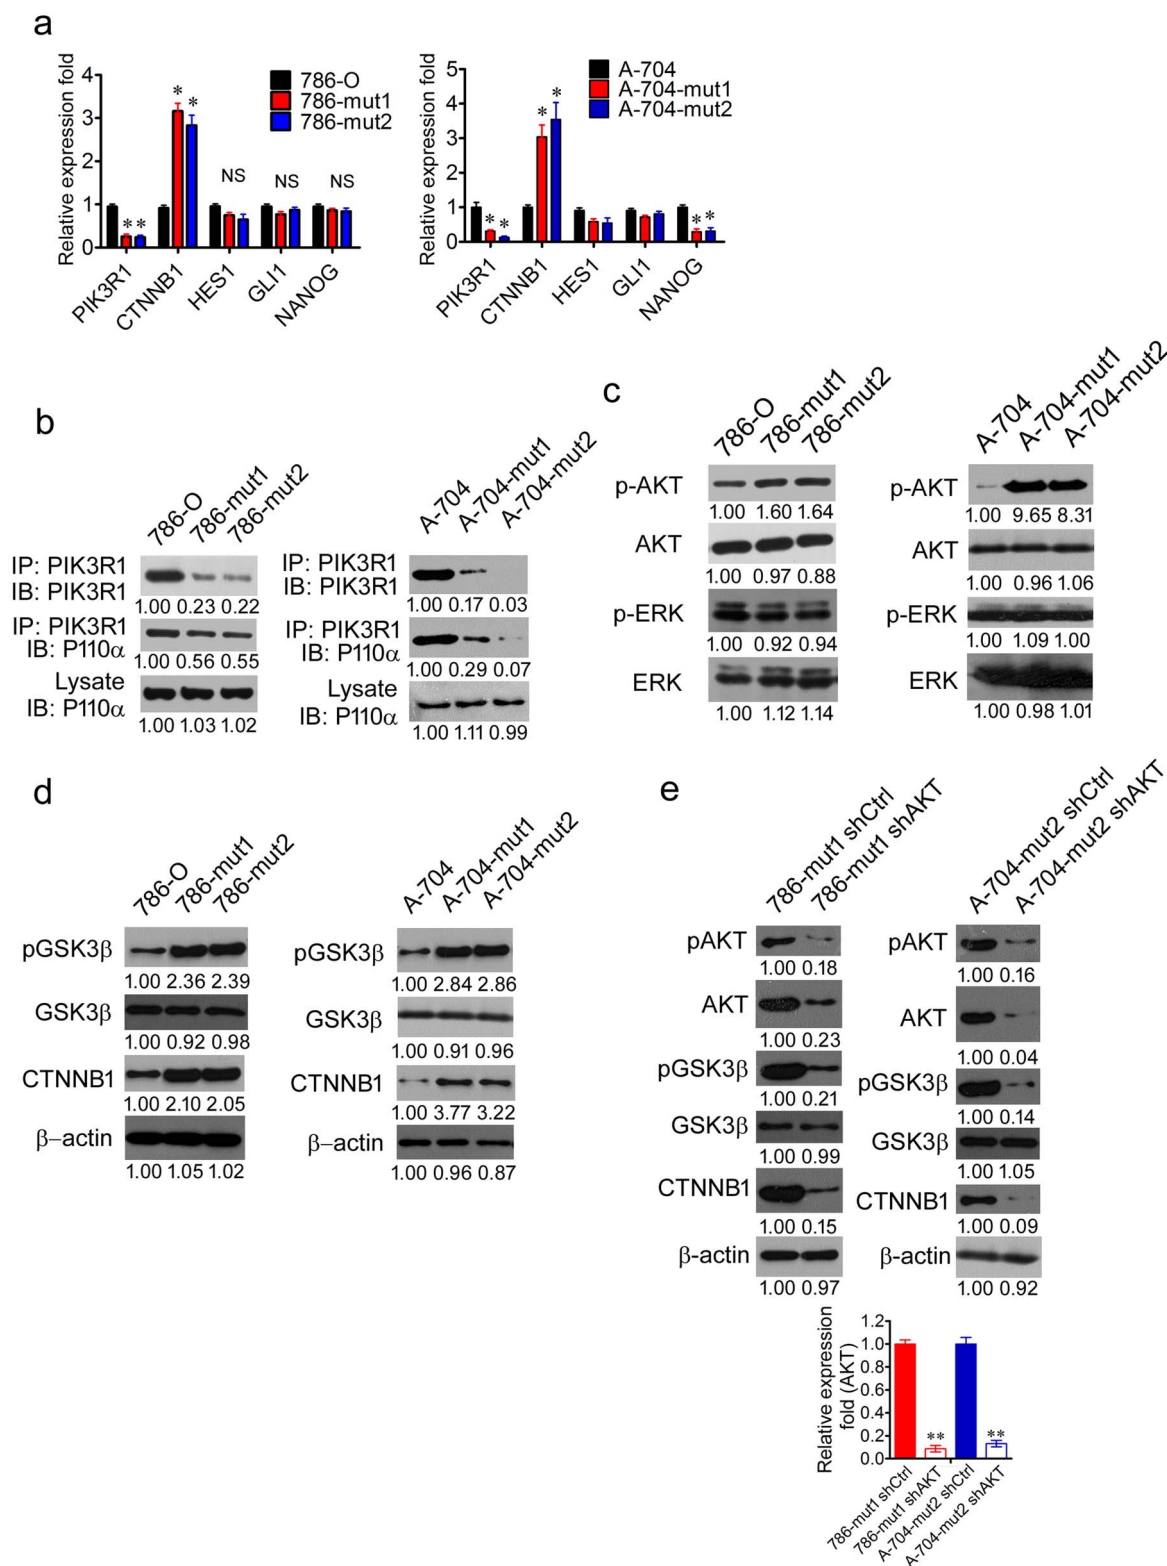 a
Relative expression fold
4
3
2
1
0
786-O
786-mut1
786-mut2
* *
* *
NS
NS
NS
PIK3R1
CTNNB1
HES1
GLI1
NANOG
Relative expression fold
5
4
3
2
1
0
A-704
A-704-mut1
A-704-mut2
* *
* *
* *
PIK3R1
CTNNB1
HES1
GLI1
NANOG
b
786-O
786-mut1
786-mut2
IP: PIK3R1
IB: PIK3R1
1.00 0.23 0.22
IP: PIK3R1
IB: P110α
1.00 0.56 0.55
Lysate
IB: P110α
1.00 1.03 1.02
A-704
A-704-mut1
A-704-mut2
IP: PIK3R1
IB: PIK3R1
1.00 0.17 0.03
IP: PIK3R1
IB: P110α
1.00 0.29 0.07
Lysate
IB: P110α
1.00 1.11 0.99
c
786-O
786-mut1
786-mut2
p-AKT
1.00 1.60 1.64
AKT
1.00 0.97 0.88
p-ERK
1.00 0.92 0.94
ERK
1.00 1.12 1.14
A-704
A-704-mut1
A-704-mut2
p-AKT
1.00 9.65 8.31
AKT
1.00 0.96 1.06
p-ERK
1.00 1.09 1.00
ERK
1.00 0.98 1.01
d
786-O
786-mut1
786-mut2
pGSK3β
1.00 2.36 2.39
GSK3β
1.00 0.92 0.98
CTNNB1
1.00 2.10 2.05
β−actin
1.00 1.05 1.02
A-704
A-704-mut1
A-704-mut2
pGSK3β
1.00 2.84 2.86
GSK3β
1.00 0.91 0.96
CTNNB1
1.00 3.77 3.22
β−actin
1.00 0.96 0.87
e
786-mut1 shCtrl
786-mut1 shAKT
pAKT
1.00 0.18
AKT
1.00 0.23
pGSK3β
1.00 0.21
GSK3β
1.00 0.99
CTNNB1
1.00 0.15
β-actin
1.00 0.97
A-704-mut2 shCtrl
A-704-mut2 shAKT
pAKT
1.00 0.16
AKT
1.00 0.04
pGSK3β
1.00 0.14
GSK3β
1.00 1.05
CTNNB1
1.00 0.09
β-actin
1.00 0.92
Relative expression
fold (AKT)
1.2
1.0
0.8
0.6
0.4
0.2
0.0
**
**
786-mut1 shCtrl
786-mut1 shAKT
A-704-mut2 shCtrl
A-704-mut2 shAKT